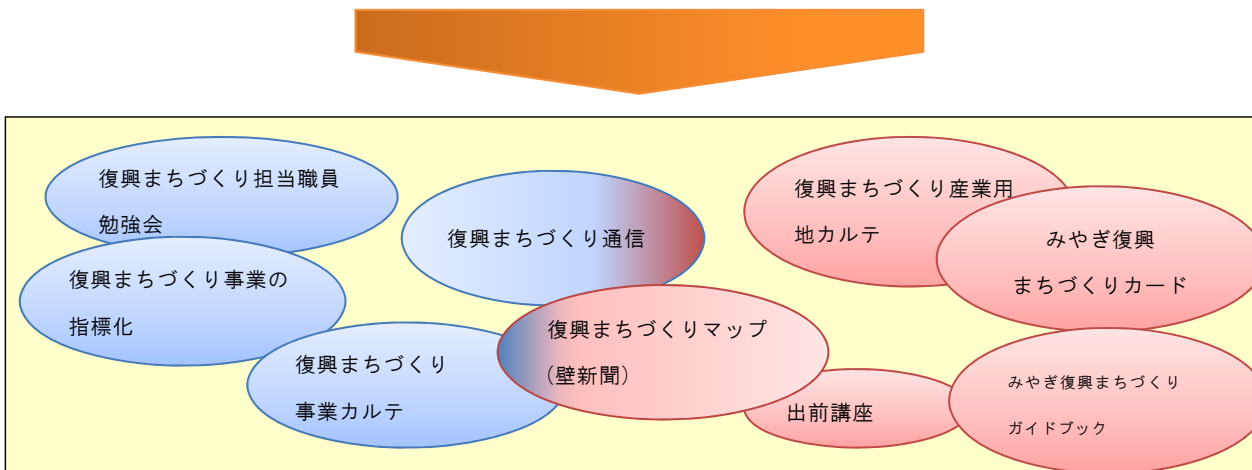 復興まちづくり担当職員
勉強会
復興まちづくり事業の
指標化
復興まちづくり
事業カルテ
復興まちづくり通信
復興まちづくりマップ
(壁新聞)
復興まちづくり産業用
地カルテ
みやぎ復興
まちづくりカード
出前講座
みやぎ復興まちづくり
ガイドブック